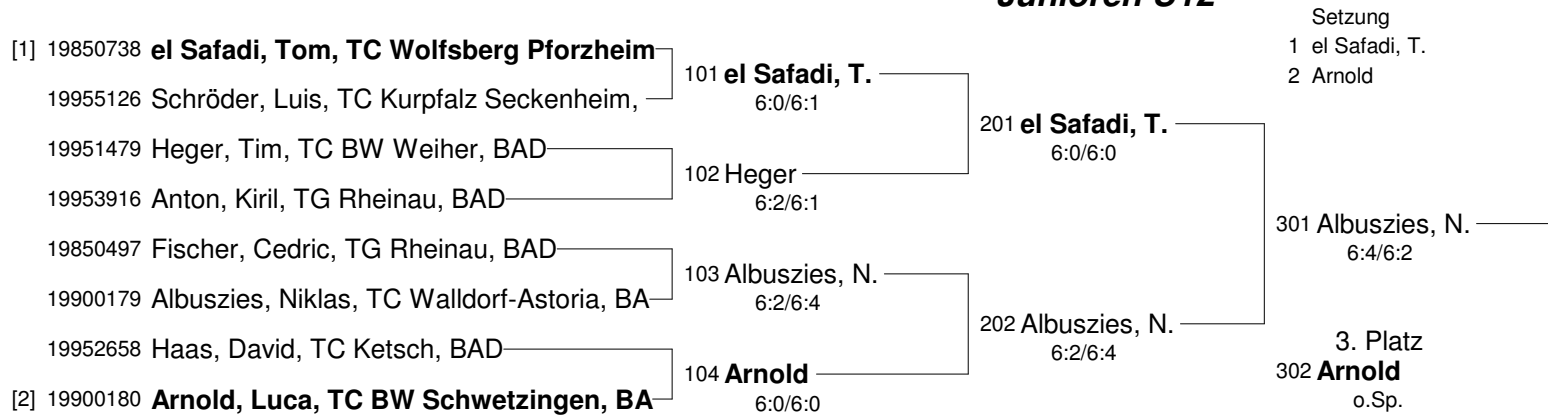 Junioren U12
Setzung
1 el Safadi, T.
2 Arnold
[1] 19850738 el Safadi, Tom, TC Wolfsberg Pforzheim
19955126 Schröder, Luis, TC Kurpfalz Seckenheim,
19951479 Heger, Tim, TC BW Weiher, BAD
19953916 Anton, Kiril, TG Rheinau, BAD
19850497 Fischer, Cedric, TG Rheinau, BAD
19900179 Albuszies, Niklas, TC Walldorf-Astoria, BA
19952658 Haas, David, TC Ketsch, BAD
[2] 19900180 Arnold, Luca, TC BW Schwetzingen, BA
101 el Safadi, T.
6:0/6:1
102 Heger
6:2/6:1
103 Albuszies, N.
6:2/6:4
104 Arnold
6:0/6:0
201 el Safadi, T.
6:0/6:0
202 Albuszies, N.
6:2/6:4
301 Albuszies, N.
6:4/6:2
3. Platz
302 Arnold
o.Sp.